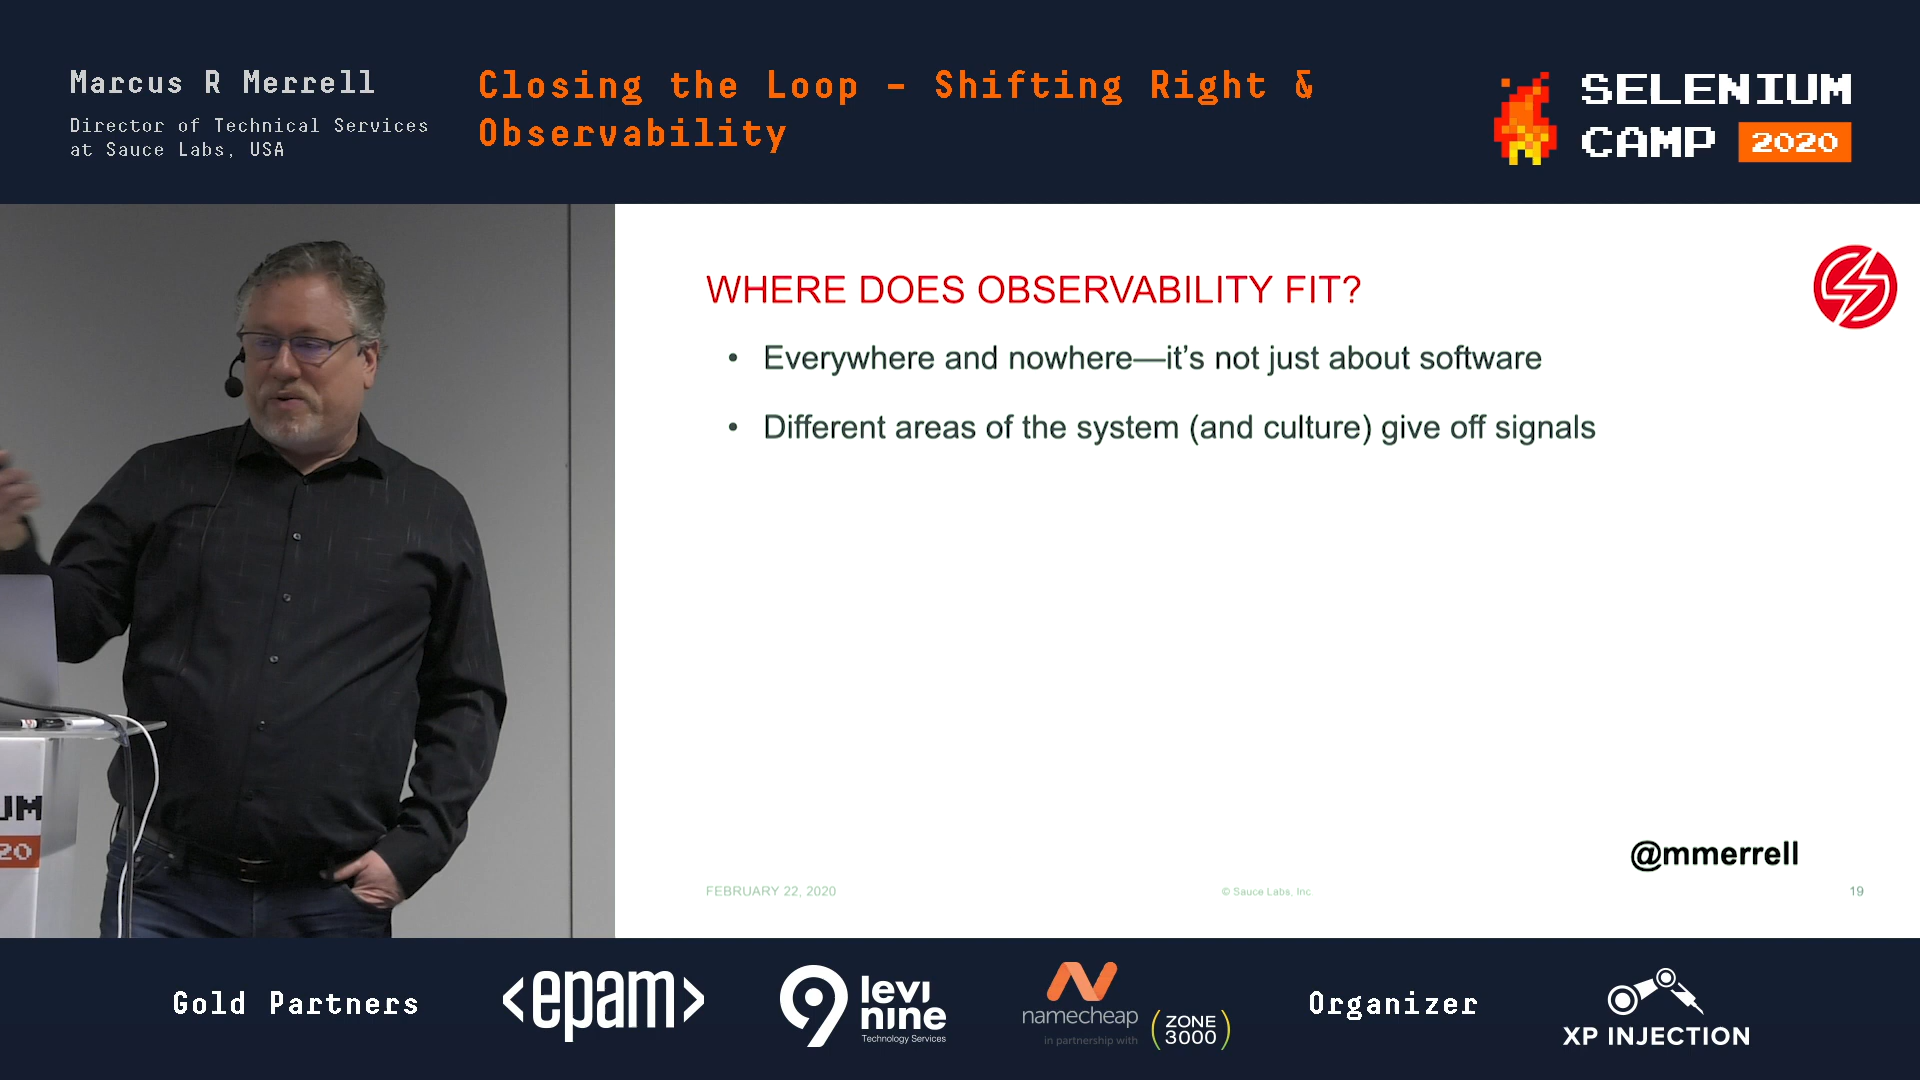 Marcus R Merrell
Director of Technical Services
at Sauce Labs, USA
Closing the Loop – Shifting Right &
Observability
SELENIUM
CAMP 2020
WHERE DOES OBSERVABILITY FIT?
• Everywhere and nowhere—it's not just about software
• Different areas of the system (and culture) give off signals
@mmerrell
FEBRUARY 22, 2020
© Sauce Labs, Inc.
19
UM
20
Gold Partners
<epam>
9 levi
nine
Technology Services
namecheap
in partnership with
(ZONE
3000)
Organizer
XP INJECTION